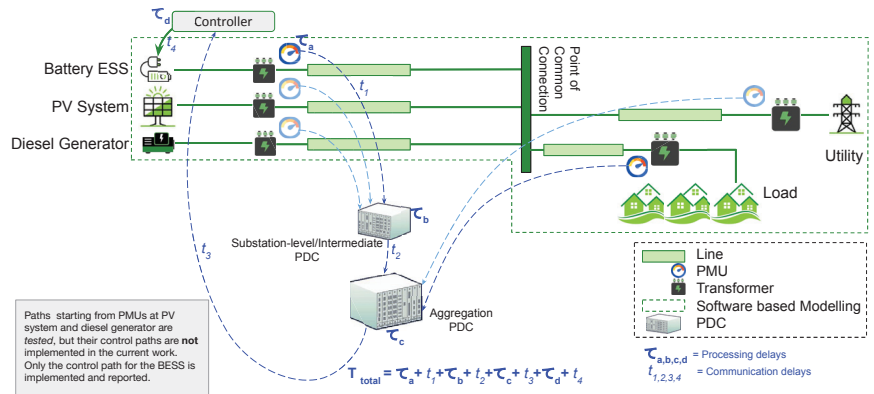 τd
Controller
t4
τa
Battery ESS
t1
PV System
Diesel Generator
Point of
Common
Connection
Utility
Load
τb
Substation-level/Intermediate
PDC
t2
t3
Aggregation
PDC
τc
Line
PMU
Transformer
Software based Modelling
PDC
Paths starting from PMUs at PV
system and diesel generator are
tested, but their control paths are not
implemented in the current work.
Only the control path for the BESS is
implemented and reported.
T total = τa + t1 + τb + t2 + τc + t3 + τd + t4
τa,b,c,d = Processing delays
t1,2,3,4 = Communication delays